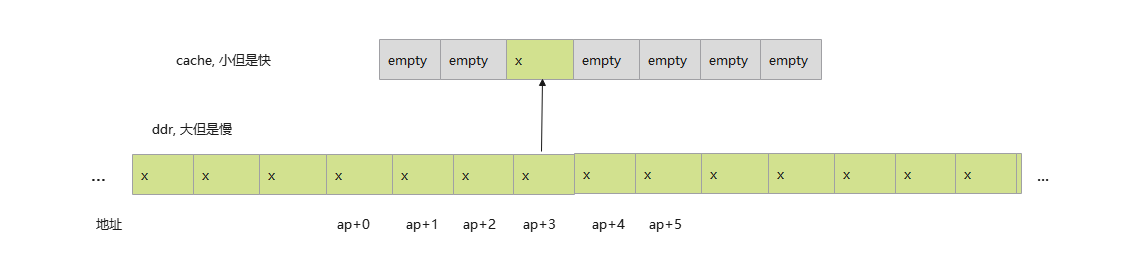 cache, 小但是快 empty empty x empty empty empty empty
ddr, 大但是慢
... x x x x x x x x x x x x x x ...
地址 ap+0 ap+1 ap+2 ap+3 ap+4 ap+5